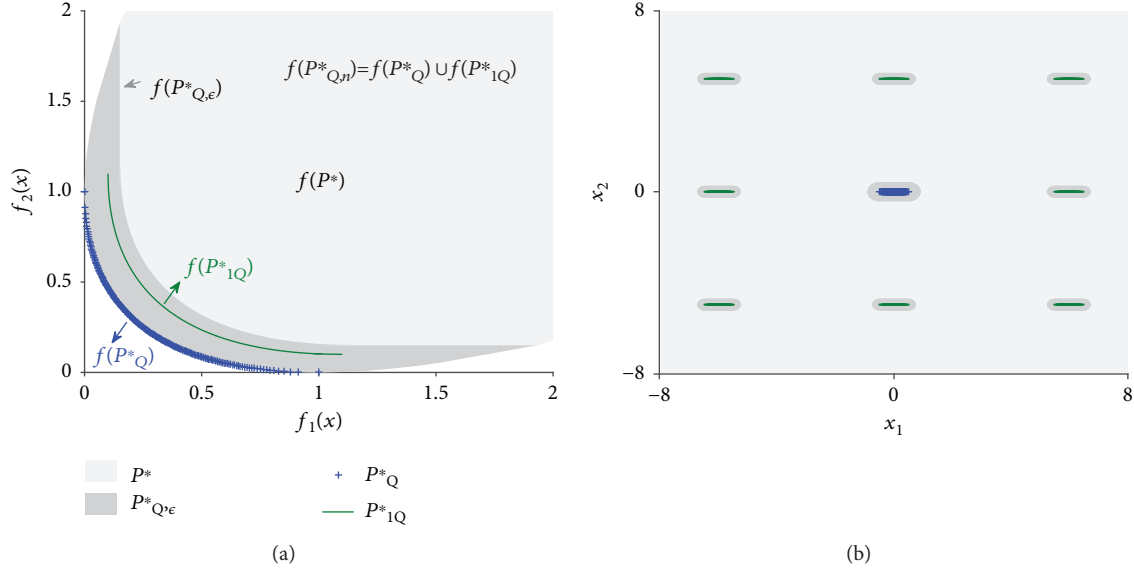 2
1.5
1.0
0.5
0
f₂(x)
f(P*Q,n)=f(P*Q) ∪ f(P*1Q)
f(P*Q,ϵ)
f(P*)
f(P*1Q)
f(P*Q)
0
0.5
1
1.5
2
f₁(x)
P*
P*Q,ϵ
P*Q
P*1Q
(a)
8
0
−8
x₂
−8
0
8
x₁
(b)